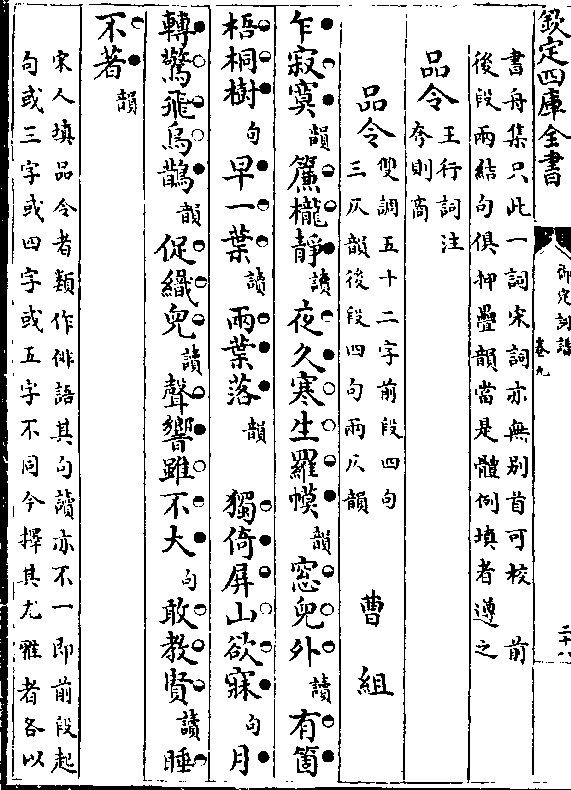 欽定四庫全書
御定詞譜
卷九
二十八
書舟集只此一詞宋詞亦無別首可校　前
後段兩結句俱押疊韻當是體例填者遵之
品令
王行詞注
夸則商
品令
雙調五十二字前段四句
三仄韻後段四句兩仄韻
曹組
乍寂寞韻簾櫳靜讀夜久寒生羅幙韻窓兒外讀有箇
梧桐樹句早一葉讀兩葉落韻　獨倚屏山欲寐句月
轉驚飛烏鵲韻促織兒讀聲響雖不大句敢教賢讀睡
不著韻
宋人填品令者類作俳語其句讀亦不一即前段起
句或三字或四字或五字不同今擇其尤雅者各以